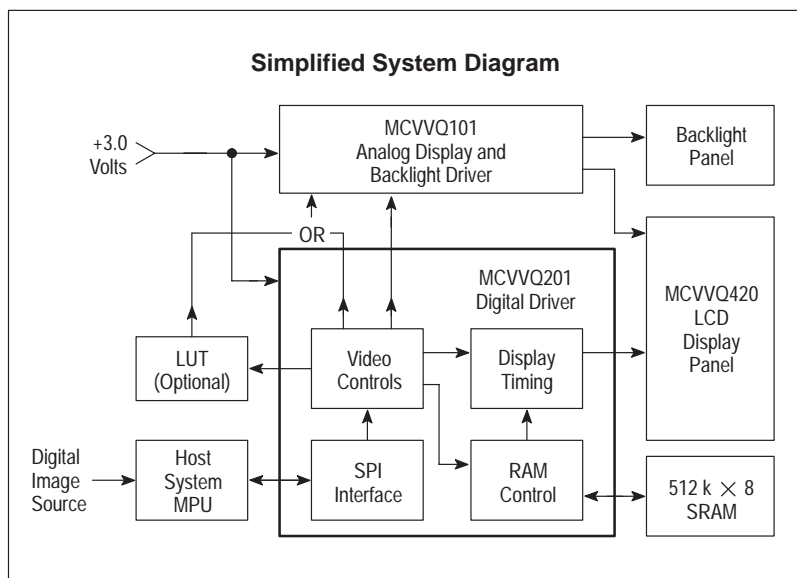 Simplified System Diagram
+3.0
Volts
MCVVQ101
Analog Display and
Backlight Driver
Backlight
Panel
OR
MCVVQ201
Digital Driver
MCVVQ420
LCD
Display
Panel
LUT
(Optional)
Video
Controls
Display
Timing
Digital
Image
Source
Host
System
MPU
SPI
Interface
RAM
Control
512 k × 8
SRAM